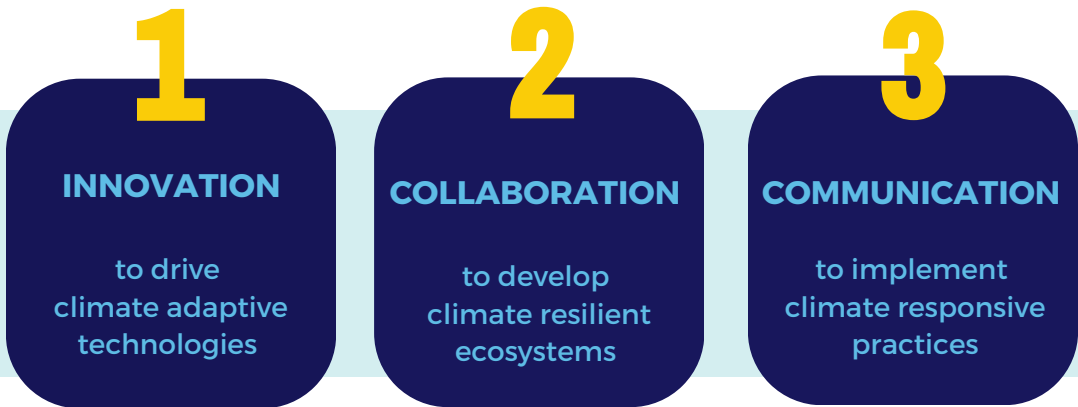 1
INNOVATION
to drive
climate adaptive
technologies
2
COLLABORATION
to develop
climate resilient
ecosystems
3
COMMUNICATION
to implement
climate responsive
practices